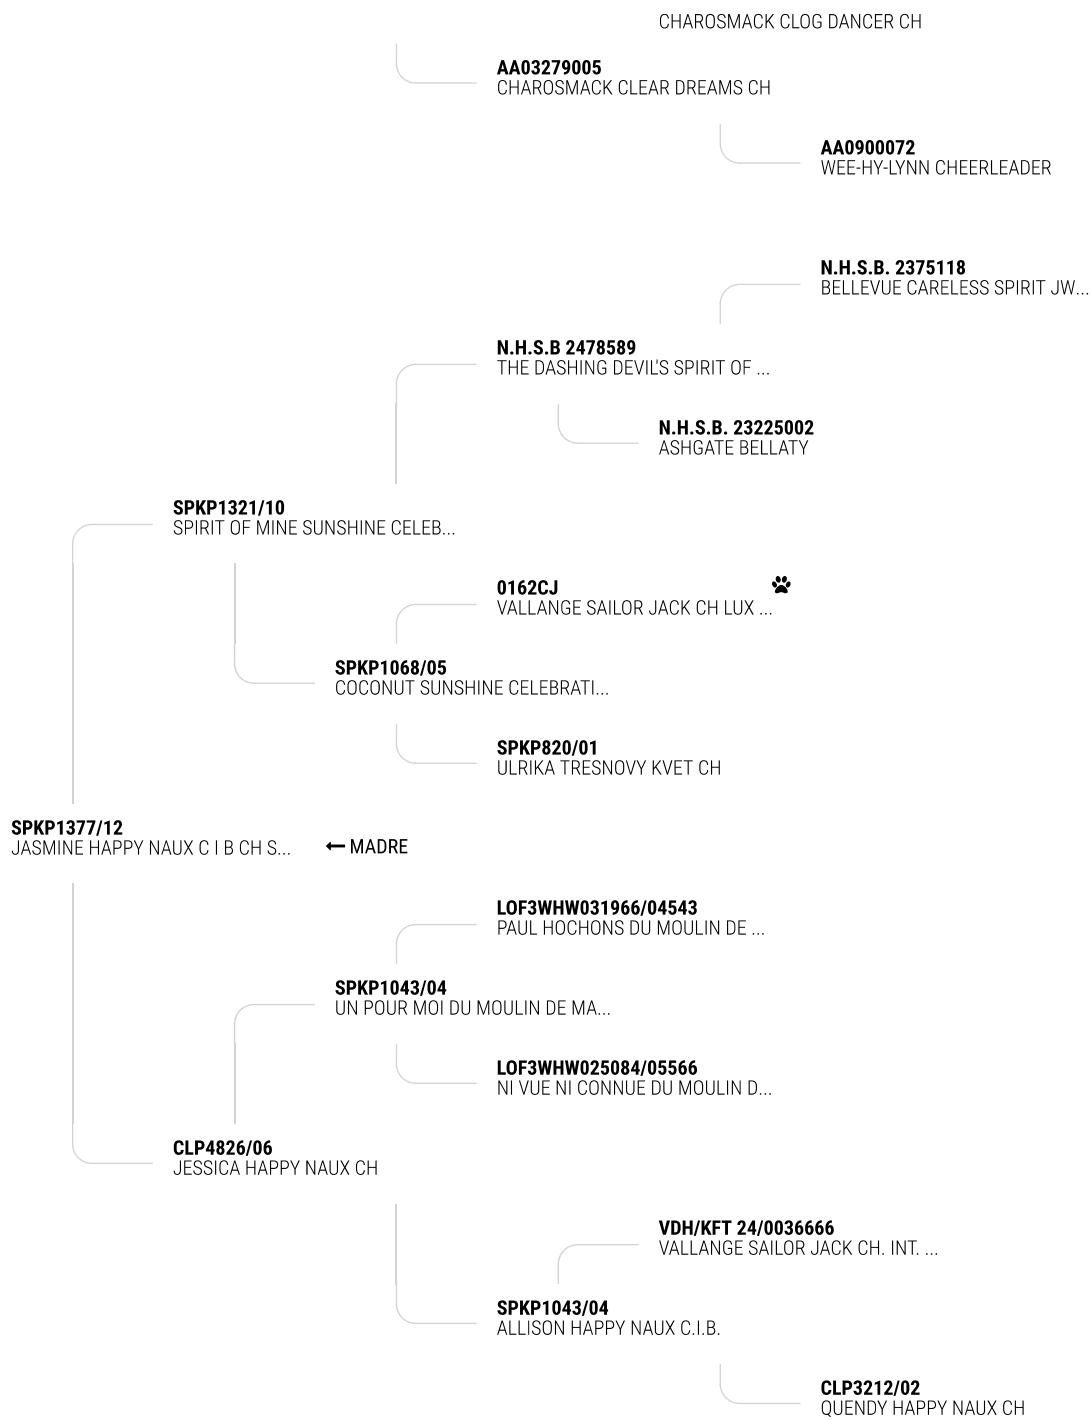 CHAROSMACK CLOG DANCER CH
AA03279005
CHAROSMACK CLEAR DREAMS CH
AA0900072
WEE-HY-LYNN CHEERLEADER
N.H.S.B. 2375118
BELLEVUE CARELESS SPIRIT JW...
N.H.S.B 2478589
THE DASHING DEVIL'S SPIRIT OF ...
N.H.S.B. 23225002
ASHGATE BELLATY
SPKP1321/10
SPIRIT OF MINE SUNSHINE CELEB...
0162CJ
VALLANGE SAILOR JACK CH LUX ...
SPKP1068/05
COCONUT SUNSHINE CELEBRATI...
SPKP820/01
ULRIKA TRESNOVY KVET CH
SPKP1377/12
JASMINE HAPPY NAUX C I B CH S...
MADRE
LOF3WHW031966/04543
PAUL HOCHONS DU MOULIN DE ...
SPKP1043/04
UN POUR MOI DU MOULIN DE MA...
LOF3WHW025084/05566
NI VUE NI CONNUE DU MOULIN D...
CLP4826/06
JESSICA HAPPY NAUX CH
VDH/KFT 24/0036666
VALLANGE SAILOR JACK CH. INT. ...
SPKP1043/04
ALLISON HAPPY NAUX C.I.B.
CLP3212/02
QUENDY HAPPY NAUX CH